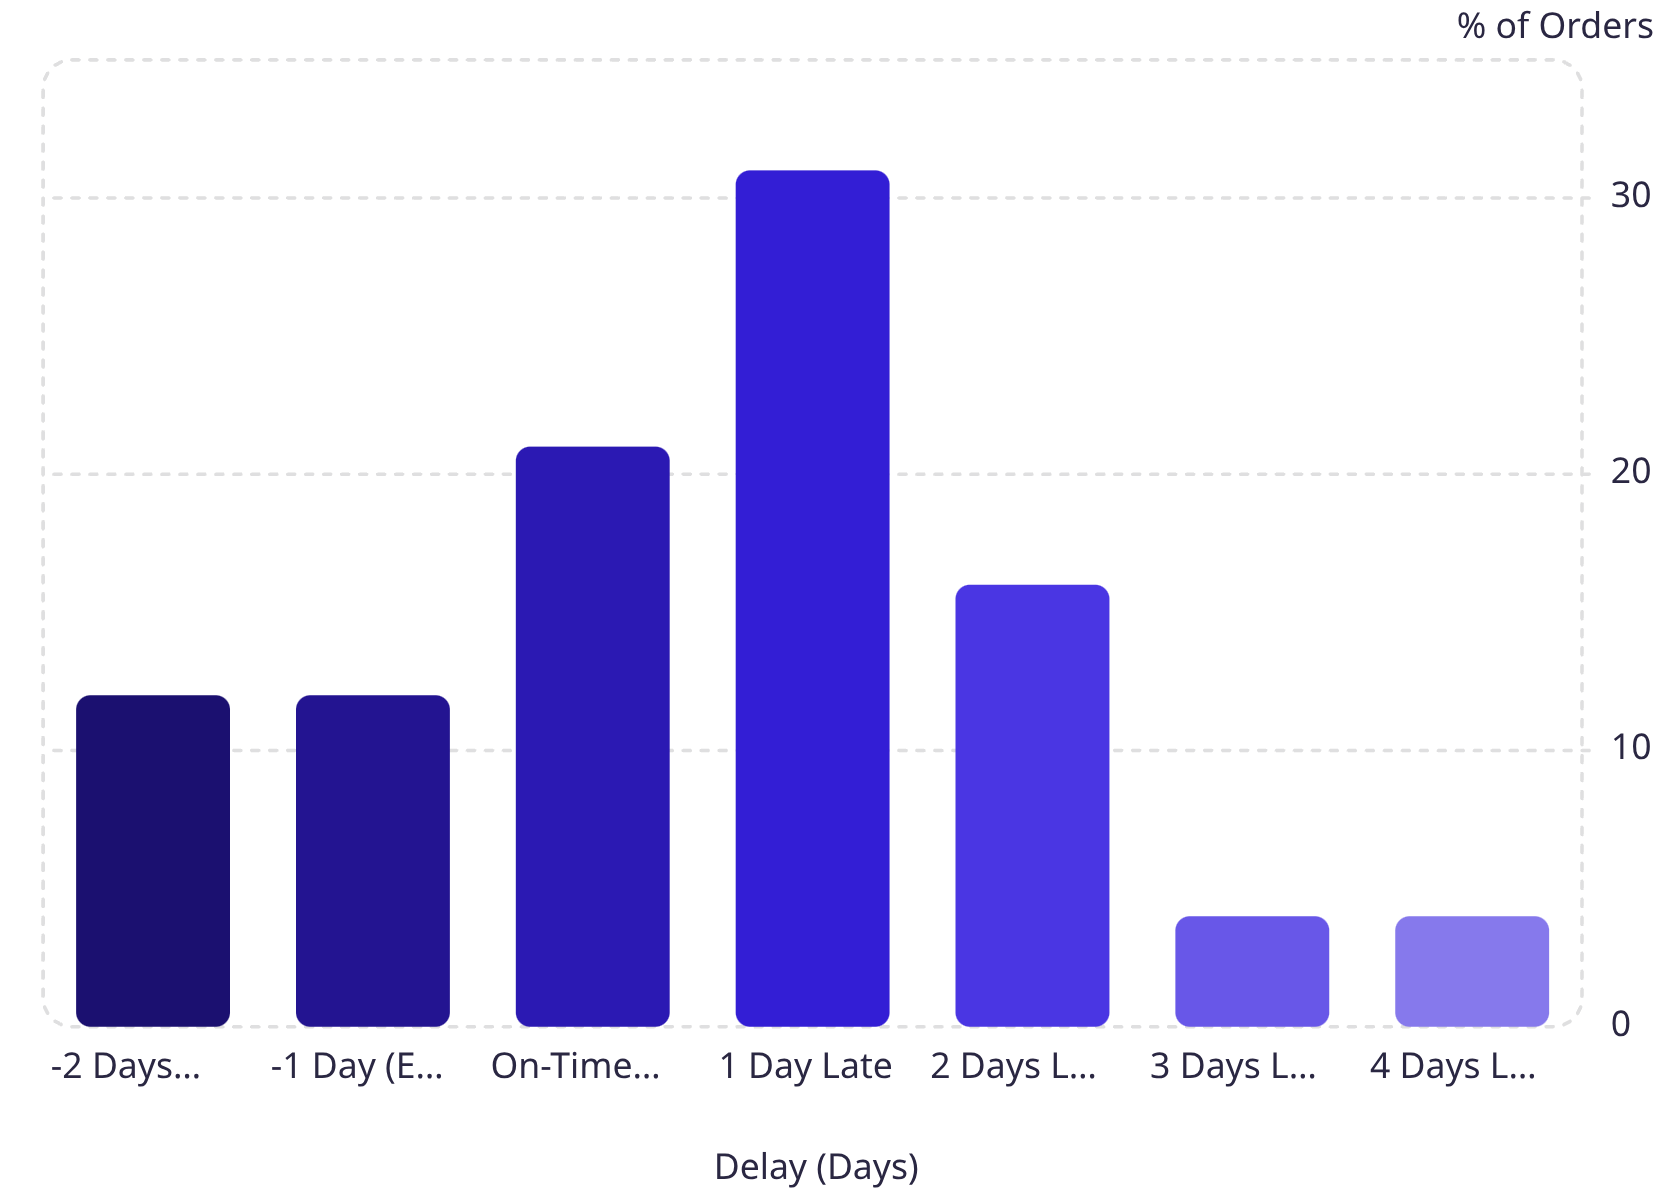 % of Orders
30
20
10
0
-2 Days...
-1 Day (E...
On-Time...
1 Day Late
2 Days L...
3 Days L...
4 Days L...
Delay (Days)